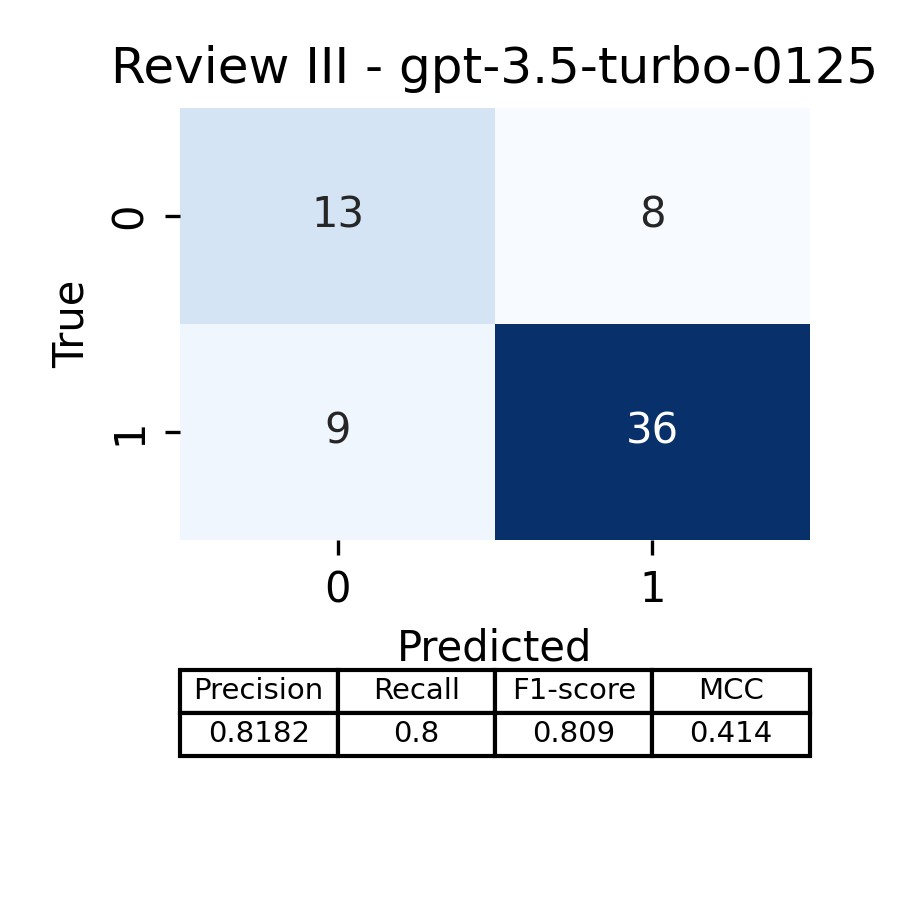 Review III - gpt-3.5-turbo-0125
0
13
8
True
1
9
36
0 1
Predicted
Precision Recall F1-score MCC
0.8182 0.8 0.809 0.414